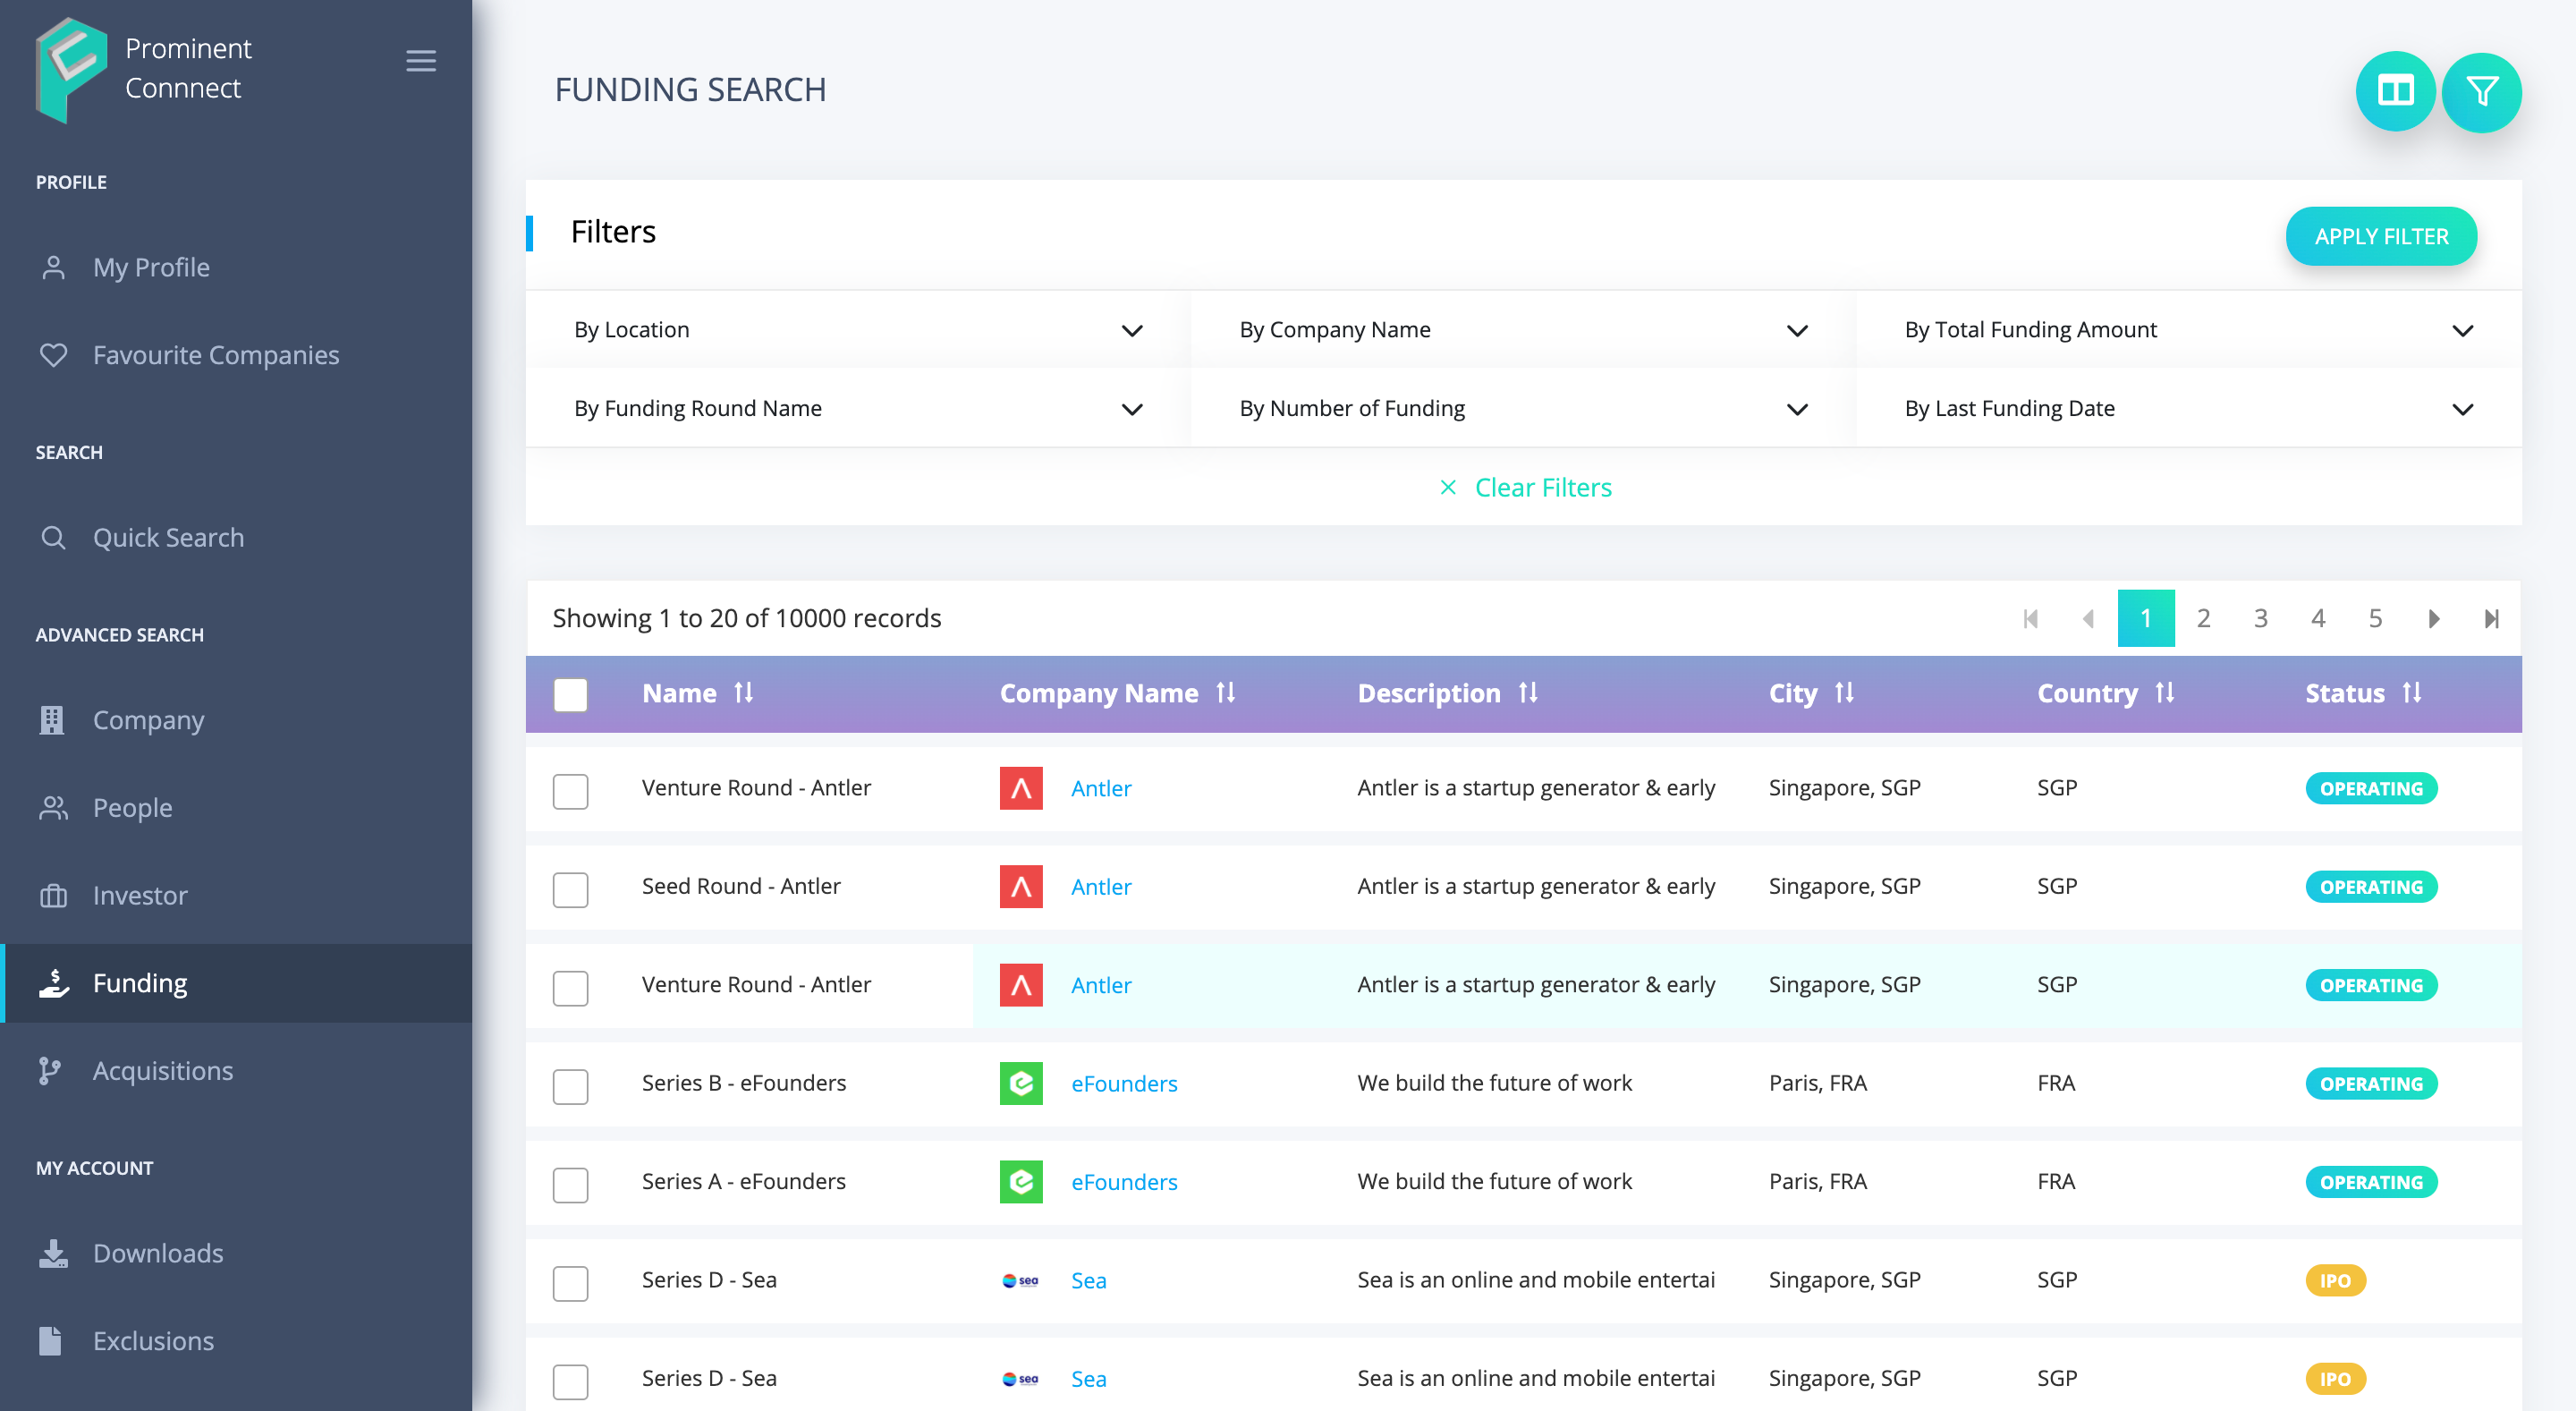 Prominent
Connnect
PROFILE
My Profile
Favourite Companies
SEARCH
Quick Search
ADVANCED SEARCH
Company
People
Investor
Funding
Acquisitions
MY ACCOUNT
Downloads
Exclusions
FUNDING SEARCH
Filters
APPLY FILTER
By Location By Company Name By Total Funding Amount
By Funding Round Name By Number of Funding By Last Funding Date
Clear Filters
Showing 1 to 20 of 10000 records 1 2 3 4 5
Name Company Name Description City Country Status
Venture Round - Antler Antler Antler is a startup generator & early Singapore, SGP SGP OPERATING
Seed Round - Antler Antler Antler is a startup generator & early Singapore, SGP SGP OPERATING
Venture Round - Antler Antler Antler is a startup generator & early Singapore, SGP SGP OPERATING
Series B - eFounders eFounders We build the future of work Paris, FRA FRA OPERATING
Series A - eFounders eFounders We build the future of work Paris, FRA FRA OPERATING
Series D - Sea sea Sea Sea is an online and mobile entertai Singapore, SGP SGP IPO
Series D - Sea sea Sea Sea is an online and mobile entertai Singapore, SGP SGP IPO